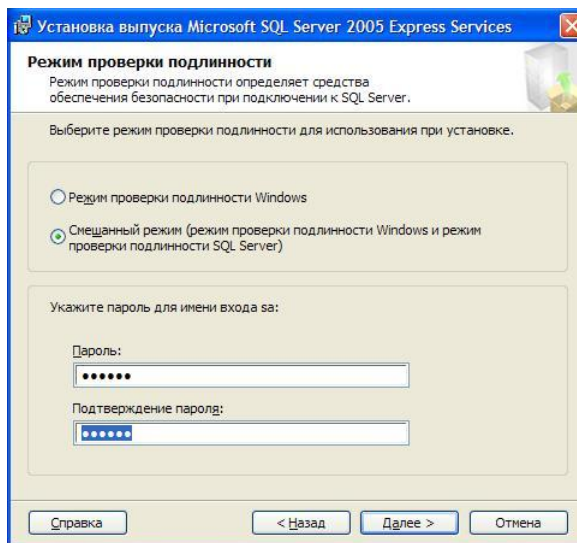 Установка выпуска Microsoft SQL Server 2005 Express Services
Режим проверки подлинности
Режим проверки подлинности определяет средства
обеспечения безопасности при подключении к SQL Server.
Выберите режим проверки подлинности для использования при установке.
Режим проверки подлинности Windows
Смешанный режим (режим проверки подлинности Windows и режим
проверки подлинности SQL Server)
Укажите пароль для имени входа sa:
Пароль:
••••••
Подтверждение пароля:
••••••
Справка
< Назад
Далее >
Отмена